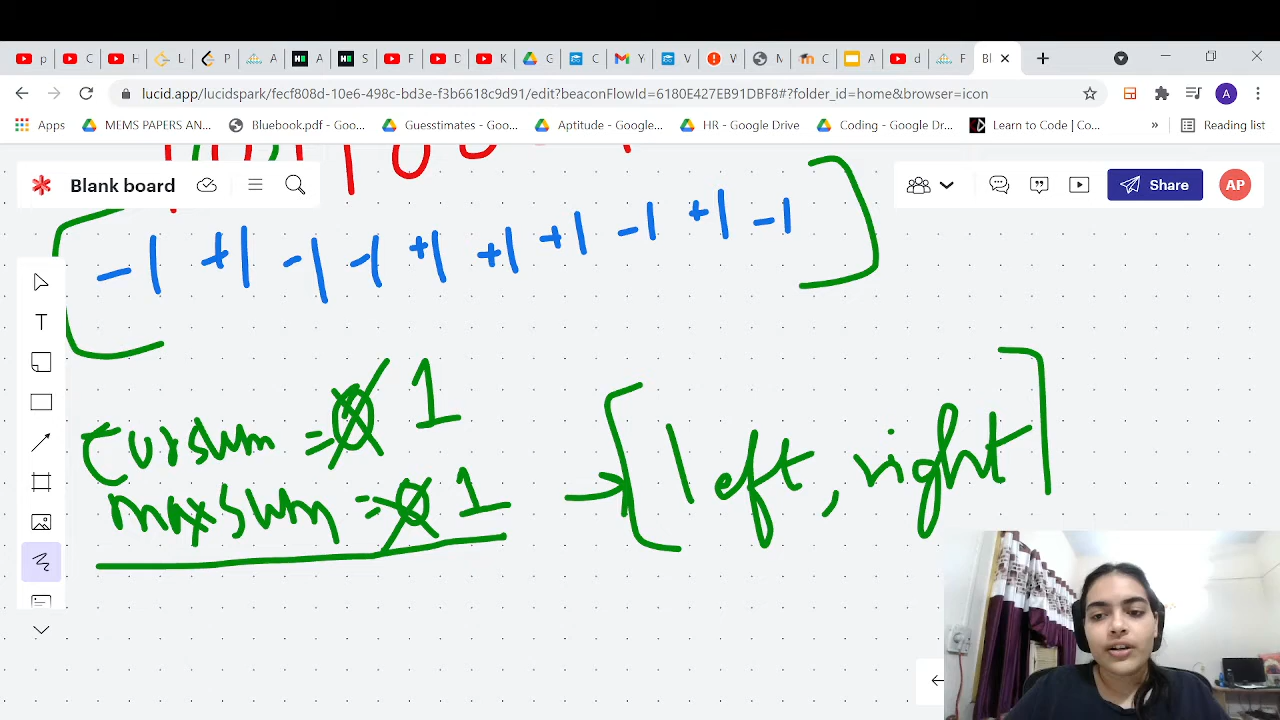 p C H L P A A S F D K G C Y V W M C A d F Bl
lucid.app/lucidspark/fecf808d-10e6-498c-bd3e-f3b6618c9d91/edit?beaconFlowId=6180E427EB91DBF8#?folder_id=home&browser=icon
A
Apps MEMS PAPERS AN... Bluebook.pdf - Goo... Guesstimates - Goo... Aptitude - Google... HR - Google Drive Coding - Google Dr... Learn to Code | Co... » Reading list
Blank board Share AP
-1 +1 -1 -1 +1 +1 +1 -1 +1 -1
T
cursum = 0 1
maxsum = 0 1 → [left, right]